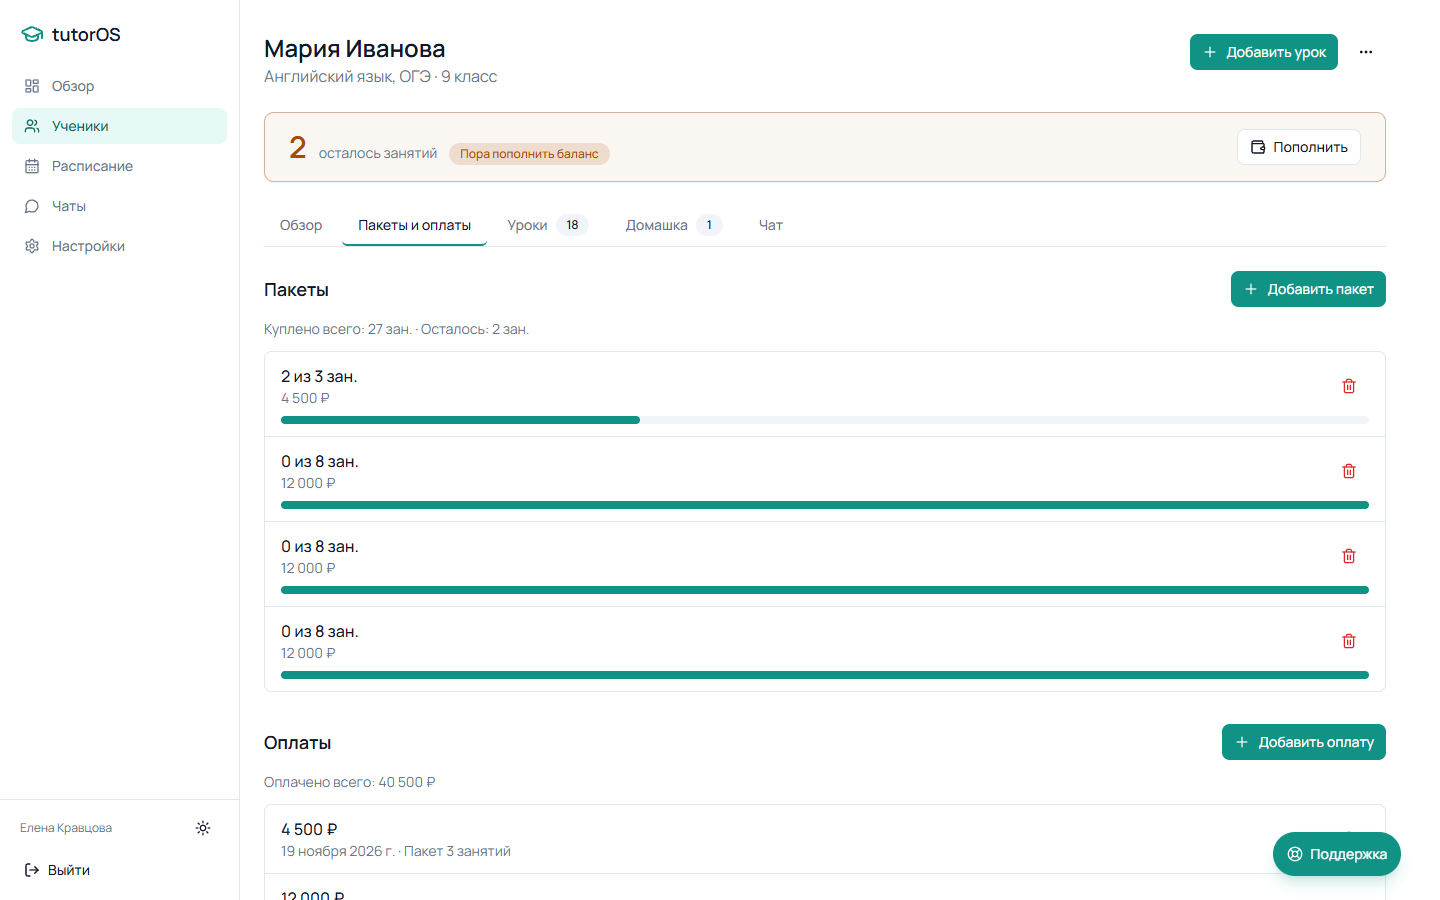 tutorOS
Обзор
Ученики
Расписание
Чаты
Настройки
Елена Кравцова
Выйти
Мария Иванова
Английский язык, ОГЭ · 9 класс
Добавить урок
2 осталось занятий Пора пополнить баланс
Пополнить
Обзор Пакеты и оплаты Уроки 18 Домашка 1 Чат
Пакеты
Добавить пакет
Куплено всего: 27 зан. · Осталось: 2 зан.
2 из 3 зан.
4 500 ₽
0 из 8 зан.
12 000 ₽
0 из 8 зан.
12 000 ₽
0 из 8 зан.
12 000 ₽
Оплаты
Добавить оплату
Оплачено всего: 40 500 ₽
4 500 ₽
19 ноября 2026 г. · Пакет 3 занятий
12 000 ₽
Поддержка